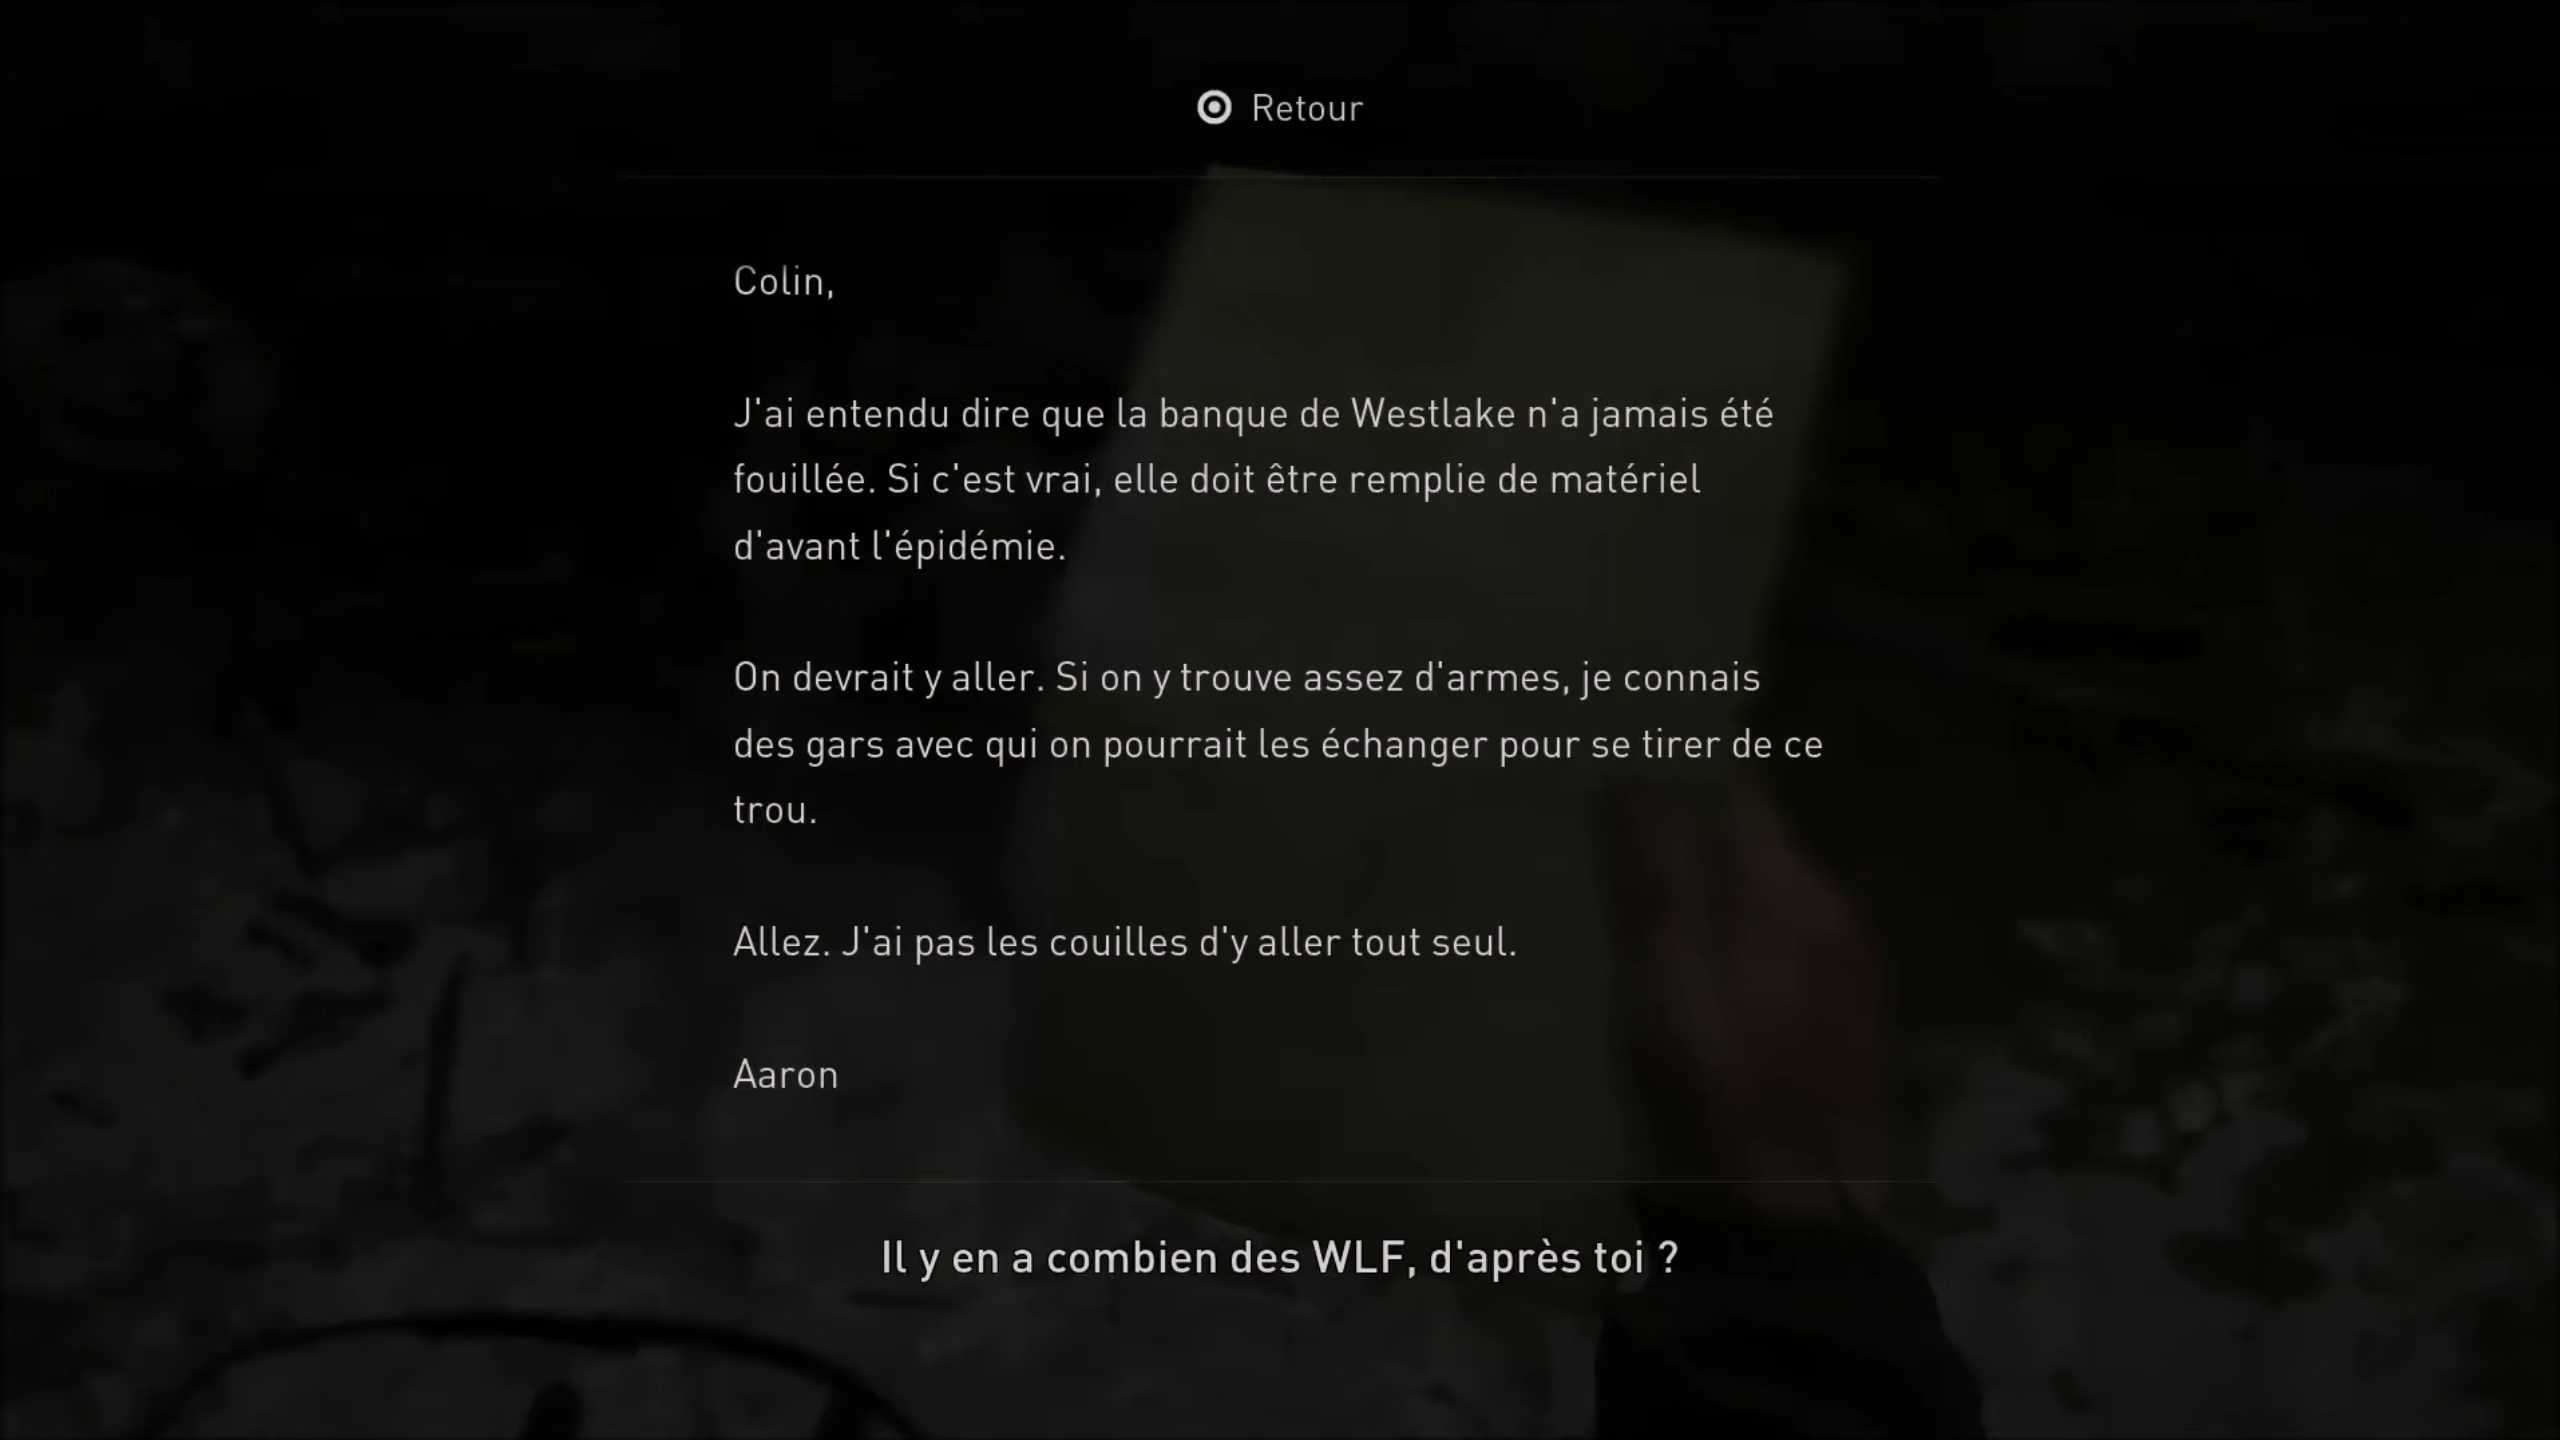 Retour
Colin,
J'ai entendu dire que la banque de Westlake n'a jamais été
fouillée. Si c'est vrai, elle doit être remplie de matériel
d'avant l'épidémie.
On devrait y aller. Si on y trouve assez d'armes, je connais
des gars avec qui on pourrait les échanger pour se tirer de ce
trou.
Allez. J'ai pas les couilles d'y aller tout seul.
Aaron
Il y en a combien des WLF, d'après toi ?